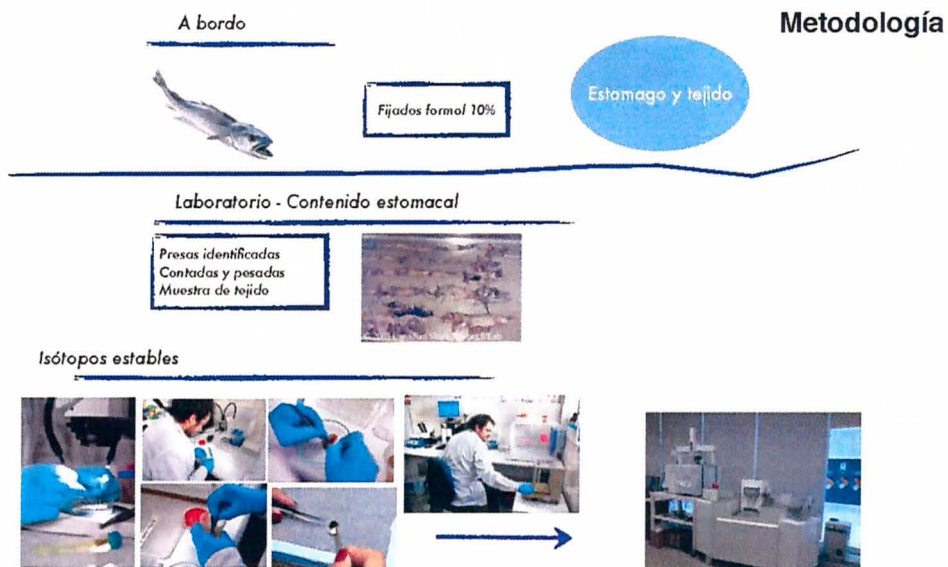 Metodología
A bordo
Fijados formol 10%
Estomago y tejido
Laboratorio - Contenido estomacal
Presas identificadas
Contadas y pesadas
Muestra de tejido
Isótopos estables